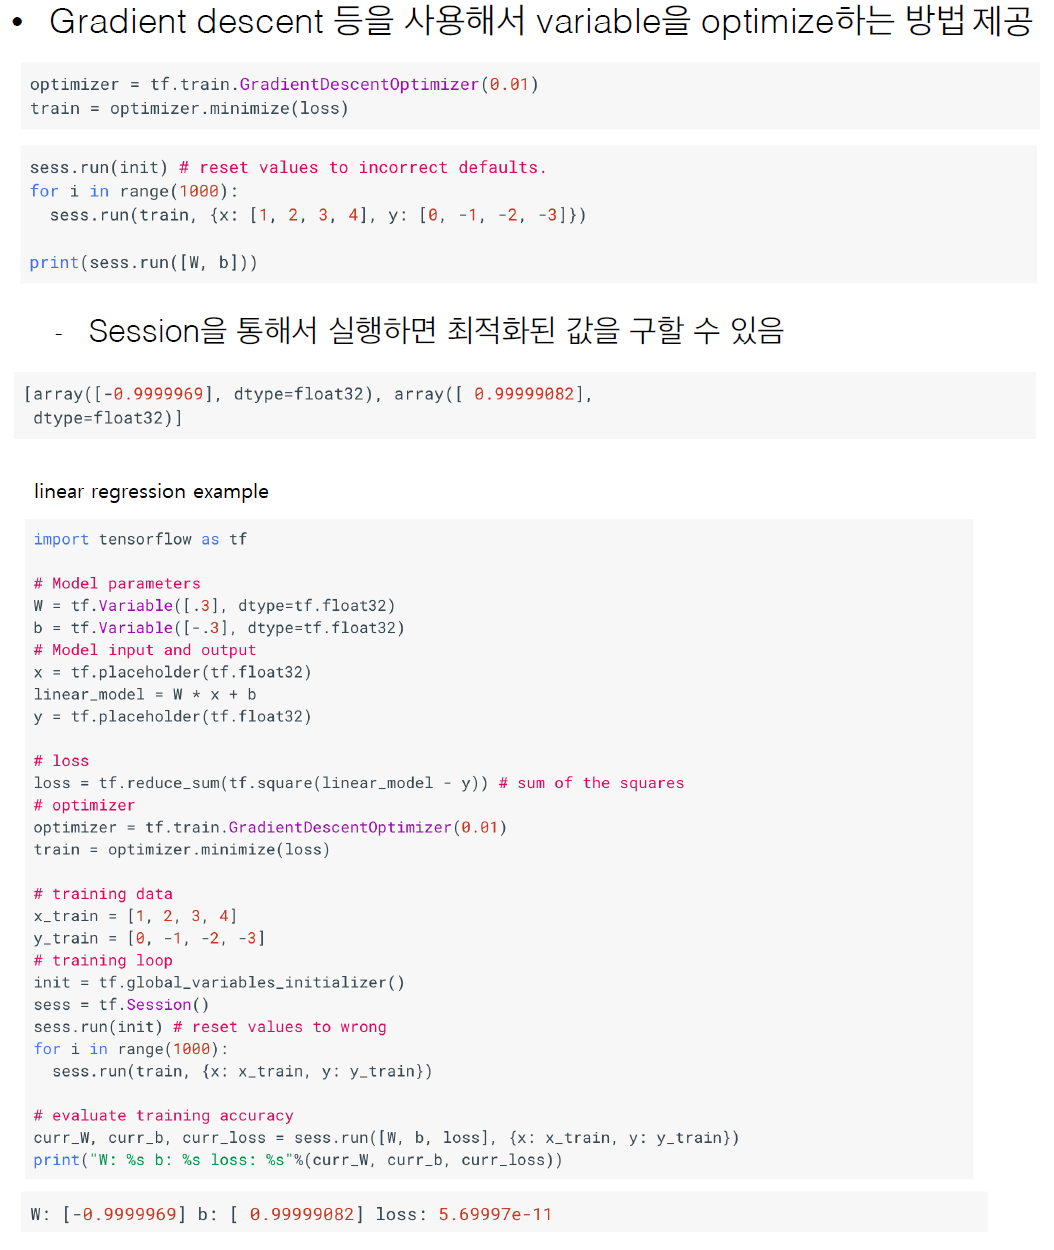 • Gradient descent 등을 사용해서 variable을 optimize하는 방법 제공
optimizer = tf.train.GradientDescentOptimizer(0.01)
train = optimizer.minimize(loss)
sess.run(init) # reset values to incorrect defaults.
for i in range(1000):
  sess.run(train, {x: [1, 2, 3, 4], y: [0, -1, -2, -3]})
print(sess.run([W, b]))
- Session을 통해서 실행하면 최적화된 값을 구할 수 있음
[array([-0.9999969], dtype=float32), array([ 0.99999082],
 dtype=float32)]
linear regression example
import tensorflow as tf
# Model parameters
W = tf.Variable([.3], dtype=tf.float32)
b = tf.Variable([-.3], dtype=tf.float32)
# Model input and output
x = tf.placeholder(tf.float32)
linear_model = W * x + b
y = tf.placeholder(tf.float32)
# loss
loss = tf.reduce_sum(tf.square(linear_model - y)) # sum of the squares
# optimizer
optimizer = tf.train.GradientDescentOptimizer(0.01)
train = optimizer.minimize(loss)
# training data
x_train = [1, 2, 3, 4]
y_train = [0, -1, -2, -3]
# training loop
init = tf.global_variables_initializer()
sess = tf.Session()
sess.run(init) # reset values to wrong
for i in range(1000):
  sess.run(train, {x: x_train, y: y_train})
# evaluate training accuracy
curr_W, curr_b, curr_loss = sess.run([W, b, loss], {x: x_train, y: y_train})
print("W: %s b: %s loss: %s"%(curr_W, curr_b, curr_loss))
W: [-0.9999969] b: [ 0.99999082] loss: 5.69997e-11